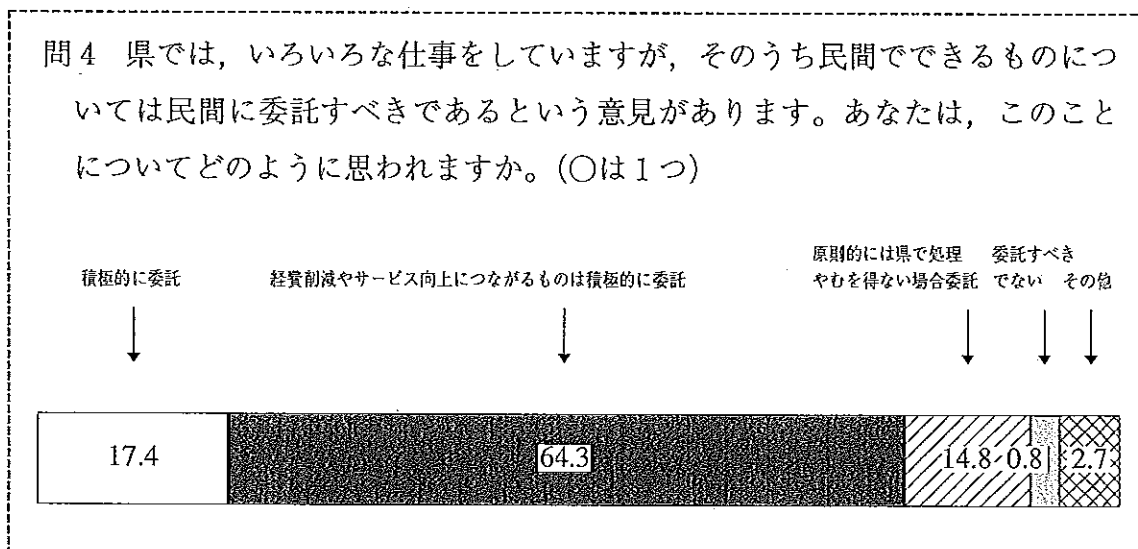 問4 県では，いろいろな仕事をしていますが，そのうち民間でできるものにつ
いては民間に委託すべきであるという意見があります。あなたは，このこと
についてどのように思われますか。(○は1つ)
積極的に委託
経費削減やサービス向上につながるものは積極的に委託
原則的には県で処理
やむを得ない場合委託
委託すべき
でない
その他
17.4
64.3
14.8
0.8
2.7